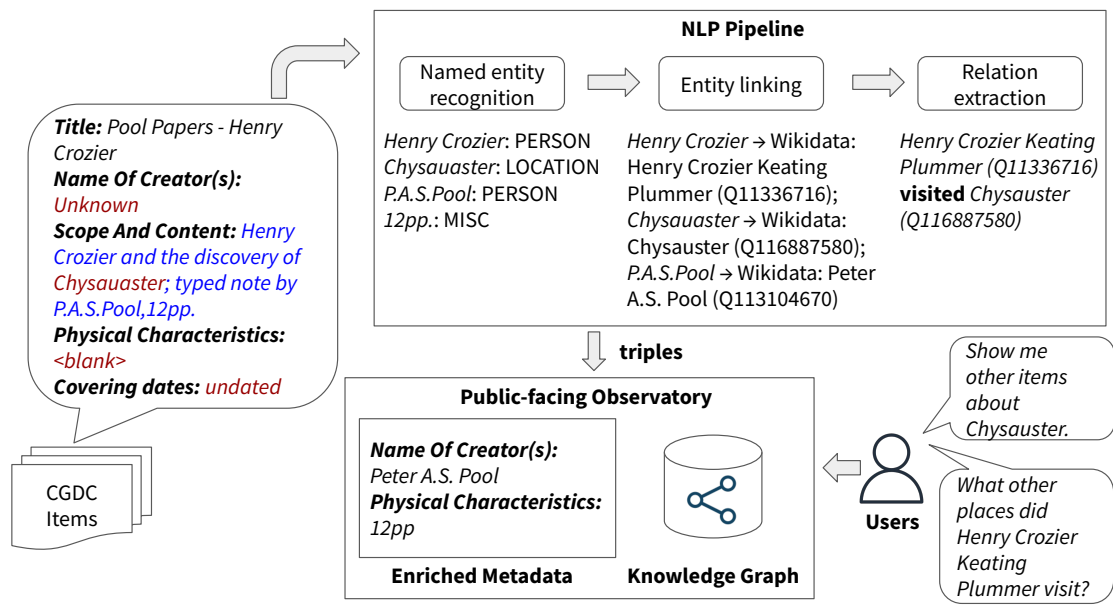 Title: Pool Papers - Henry
Crozier
Name Of Creator(s):
Unknown
Scope And Content: Henry
Crozier and the discovery of
Chysauaster; typed note by
P.A.S.Pool,12pp.
Physical Characteristics:
<blank>
Covering dates: undated
CGDC
Items
NLP Pipeline
Named entity
recognition
Entity linking
Relation
extraction
Henry Crozier: PERSON
Chysauaster: LOCATION
P.A.S.Pool: PERSON
12pp.: MISC
Henry Crozier → Wikidata:
Henry Crozier Keating
Plummer (Q11336716);
Chysauaster → Wikidata:
Chysauster (Q116887580);
P.A.S.Pool → Wikidata: Peter
A.S. Pool (Q113104670)
Henry Crozier Keating
Plummer (Q11336716)
visited Chysauster
(Q116887580)
triples
Public-facing Observatory
Name Of Creator(s):
Peter A.S. Pool
Physical Characteristics:
12pp
Enriched Metadata
Knowledge Graph
Users
Show me
other items
about
Chysauster.
What other
places did
Henry Crozier
Keating
Plummer visit?